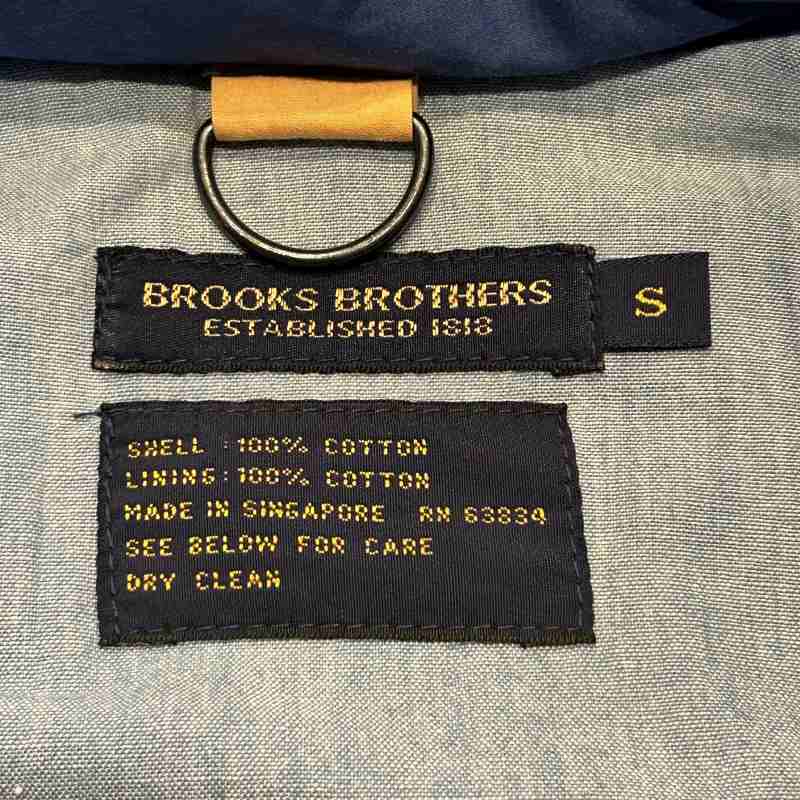 BROOKS BROTHERS
ESTABLISHED 1818
S
SHELL : 100% COTTON
LINING : 100% COTTON
MADE IN SINGAPORE RN 63834
SEE BELOW FOR CARE
DRY CLEAN